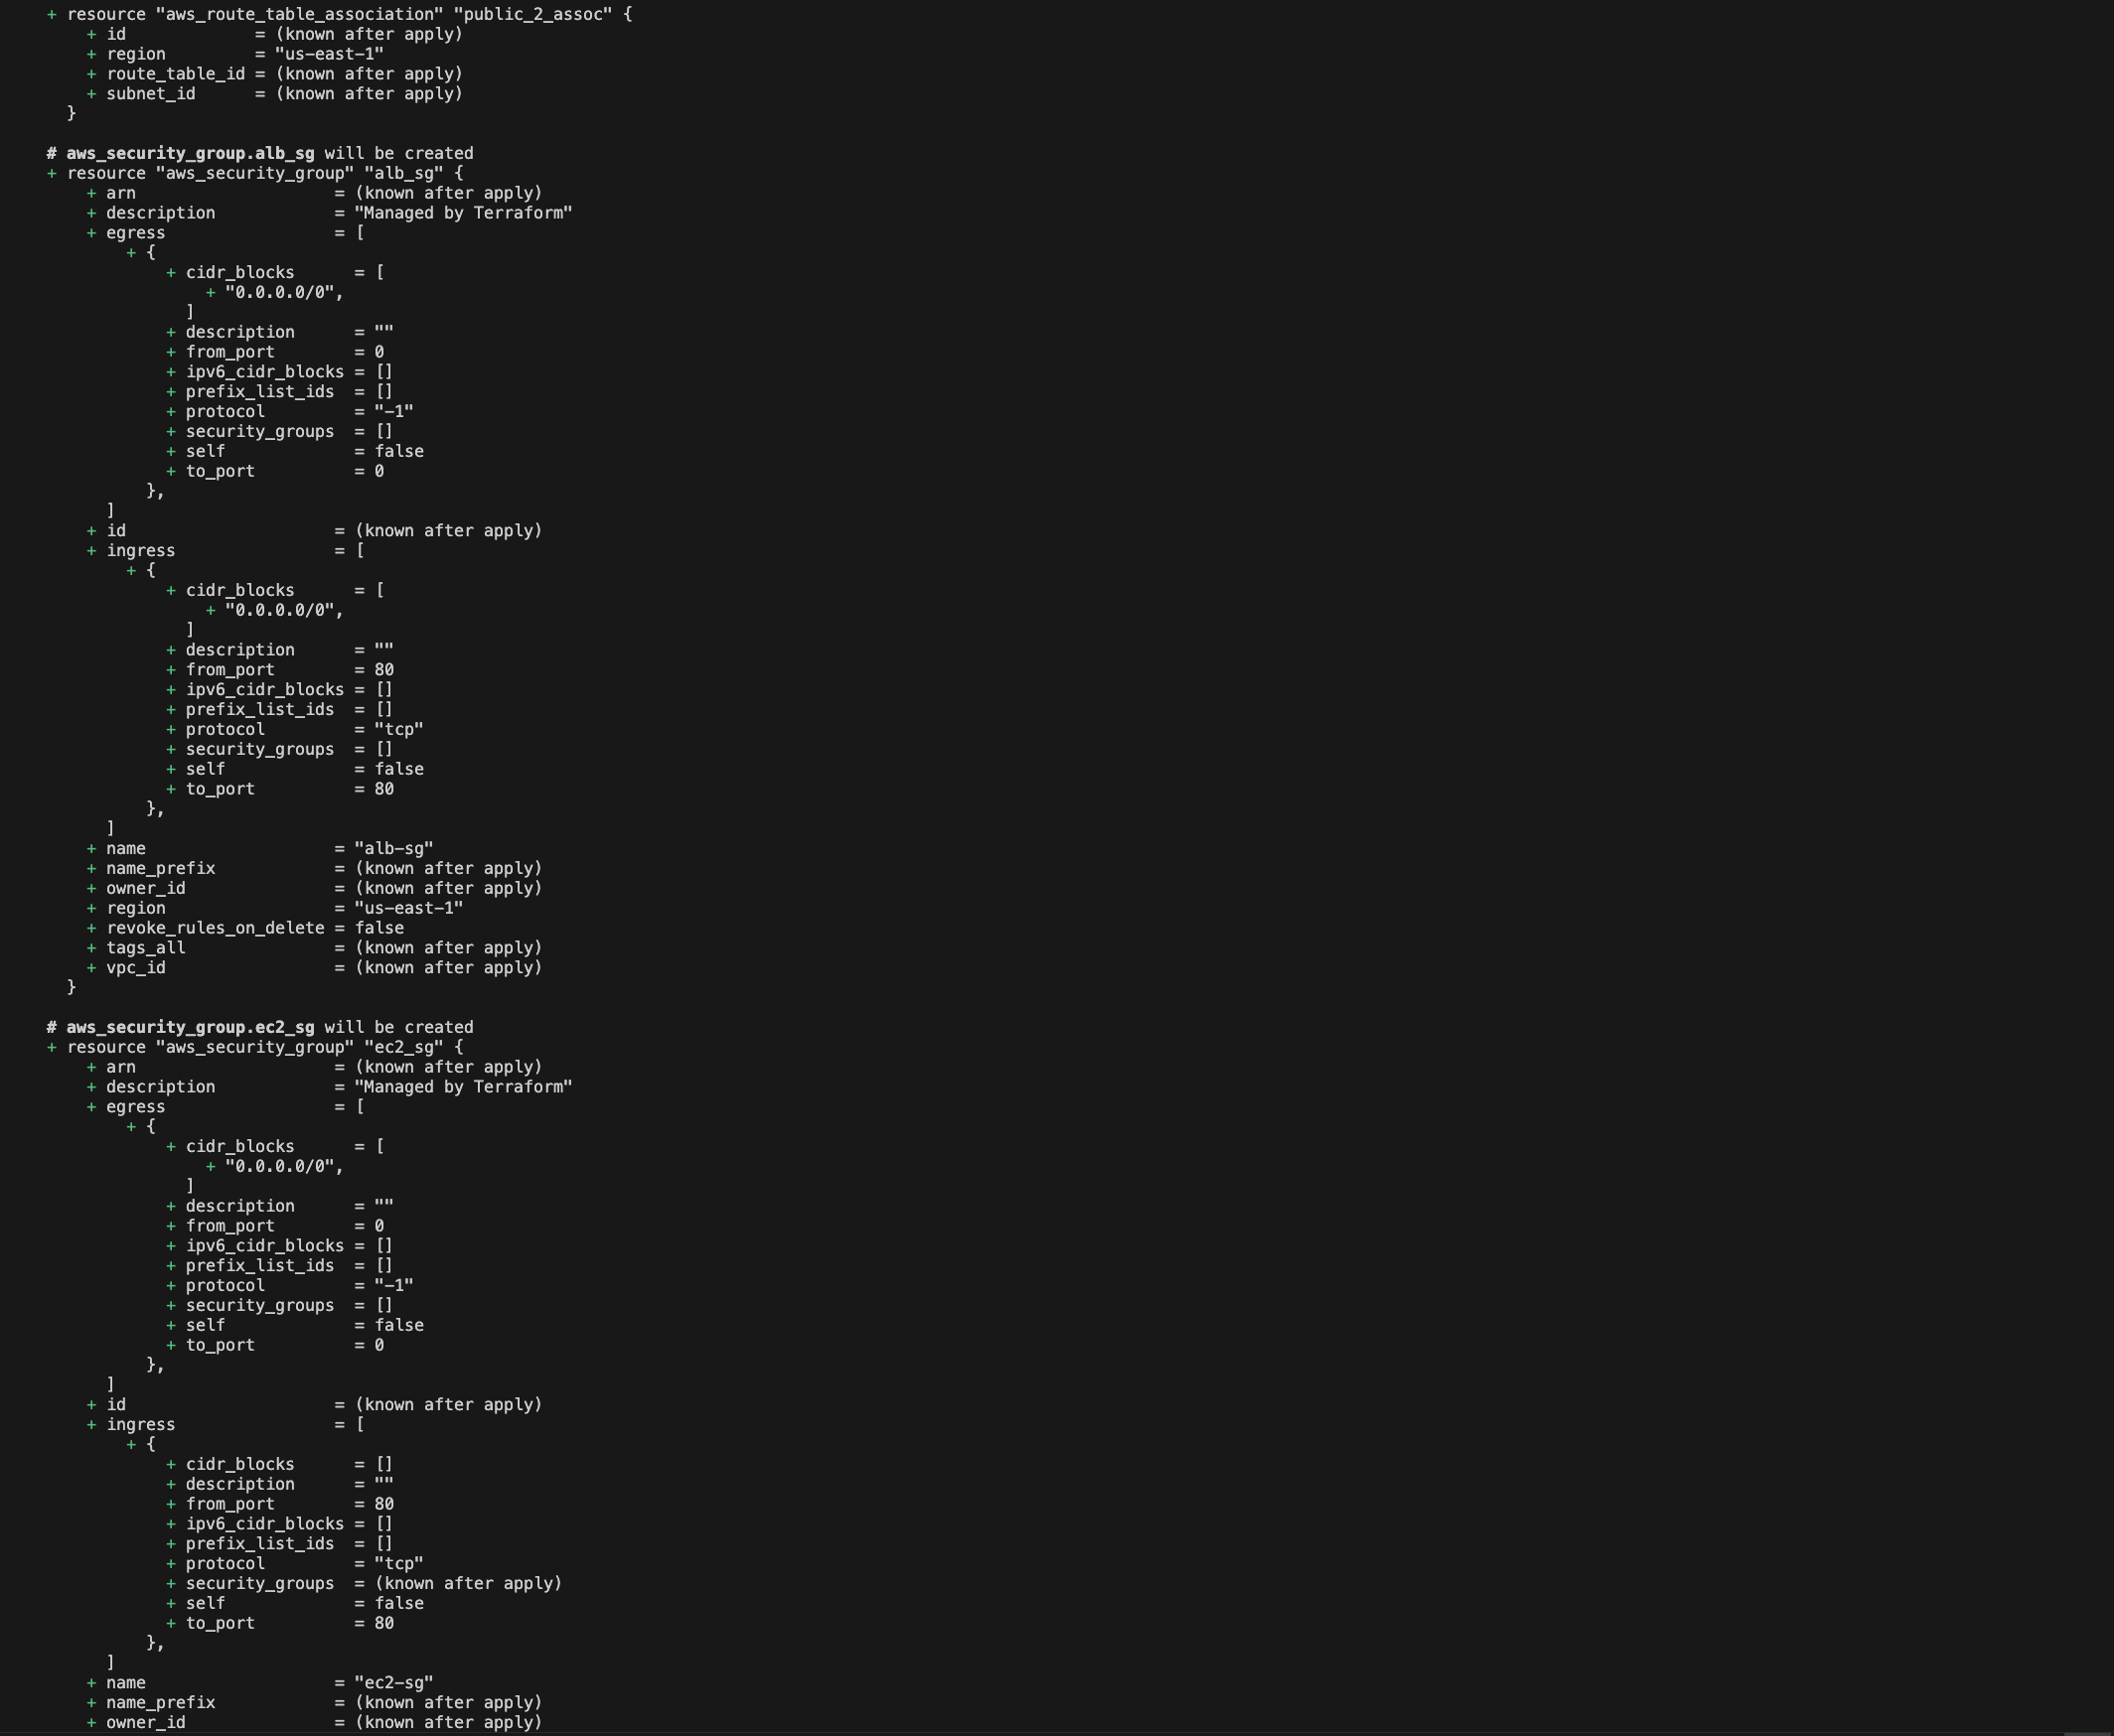 + resource "aws_route_table_association" "public_2_assoc" {
    + id             = (known after apply)
    + region         = "us-east-1"
    + route_table_id = (known after apply)
    + subnet_id      = (known after apply)
  }

# aws_security_group.alb_sg will be created
+ resource "aws_security_group" "alb_sg" {
    + arn                    = (known after apply)
    + description            = "Managed by Terraform"
    + egress                 = [
        + {
            + cidr_blocks      = [
                + "0.0.0.0/0",
              ]
            + description      = ""
            + from_port        = 0
            + ipv6_cidr_blocks = []
            + prefix_list_ids  = []
            + protocol         = "-1"
            + security_groups  = []
            + self             = false
            + to_port          = 0
          },
      ]
    + id                     = (known after apply)
    + ingress                = [
        + {
            + cidr_blocks      = [
                + "0.0.0.0/0",
              ]
            + description      = ""
            + from_port        = 80
            + ipv6_cidr_blocks = []
            + prefix_list_ids  = []
            + protocol         = "tcp"
            + security_groups  = []
            + self             = false
            + to_port          = 80
          },
      ]
    + name                   = "alb-sg"
    + name_prefix            = (known after apply)
    + owner_id               = (known after apply)
    + region                 = "us-east-1"
    + revoke_rules_on_delete = false
    + tags_all               = (known after apply)
    + vpc_id                 = (known after apply)
  }

# aws_security_group.ec2_sg will be created
+ resource "aws_security_group" "ec2_sg" {
    + arn                    = (known after apply)
    + description            = "Managed by Terraform"
    + egress                 = [
        + {
            + cidr_blocks      = [
                + "0.0.0.0/0",
              ]
            + description      = ""
            + from_port        = 0
            + ipv6_cidr_blocks = []
            + prefix_list_ids  = []
            + protocol         = "-1"
            + security_groups  = []
            + self             = false
            + to_port          = 0
          },
      ]
    + id                     = (known after apply)
    + ingress                = [
        + {
            + cidr_blocks      = []
            + description      = ""
            + from_port        = 80
            + ipv6_cidr_blocks = []
            + prefix_list_ids  = []
            + protocol         = "tcp"
            + security_groups  = (known after apply)
            + self             = false
            + to_port          = 80
          },
      ]
    + name                   = "ec2-sg"
    + name_prefix            = (known after apply)
    + owner_id               = (known after apply)